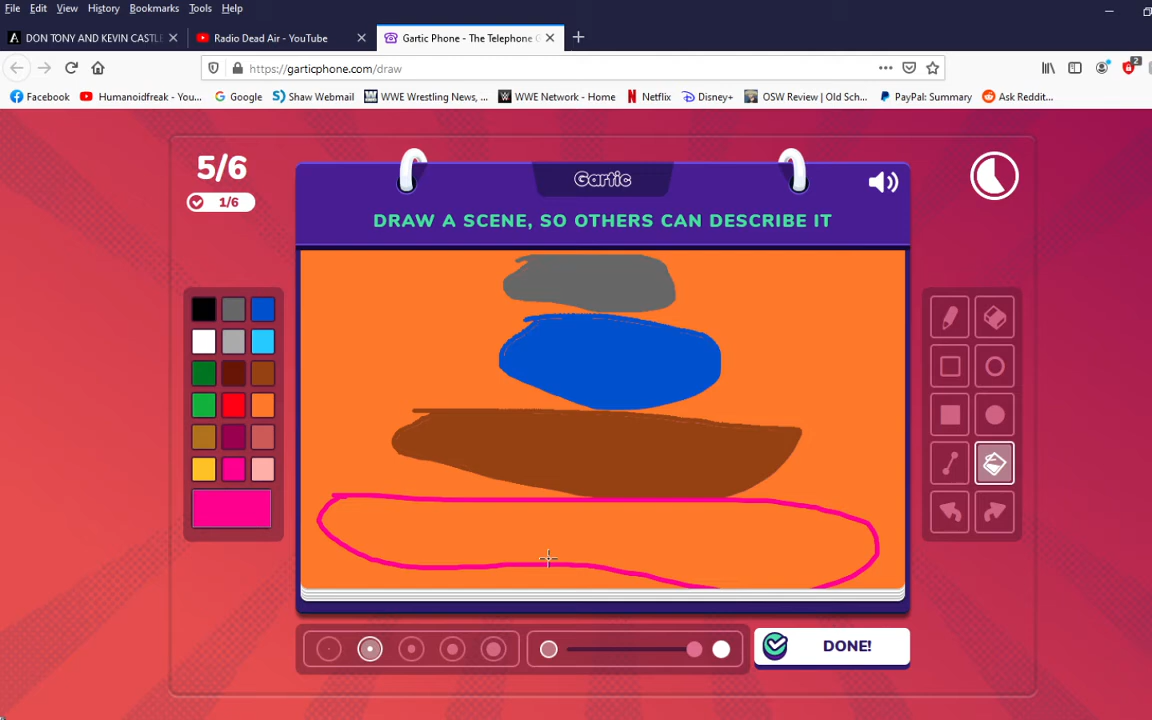 File Edit View History Bookmarks Tools Help
DON TONY AND KEVIN CASTLE
Radio Dead Air - YouTube
Gartic Phone - The Telephone G
https://garticphone.com/draw
2
Facebook
Humanoidfreak - You...
Google
Shaw Webmail
WWE Wrestling News, ...
WWE Network - Home
Netflix
Disney+
OSW Review | Old Sch...
PayPal: Summary
Ask Reddit...
5/6
1/6
Gartic
DRAW A SCENE, SO OTHERS CAN DESCRIBE IT
DONE!